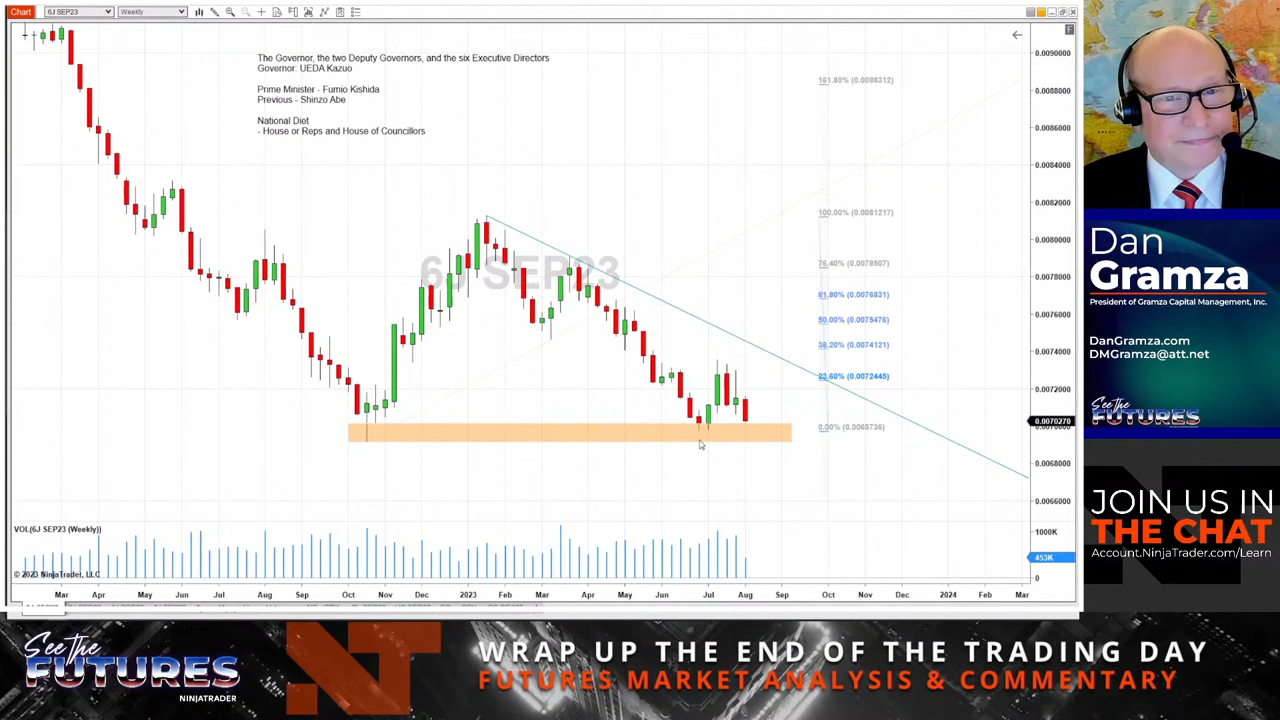 Chart
6J SEP23
Weekly
F
The Governor, the two Deputy Governors, and the six Executive Directors
Governor: UEDA Kazuo
Prime Minister - Fumio Kishida
Previous - Shinzo Abe
National Diet
- House or Reps and House of Councillors
6J SEP23
161.80% (0.0088312)
100.00% (0.0081217)
76.40% (0.0078507)
61.80% (0.0076831)
50.00% (0.0075476)
38.20% (0.0074121)
23.60% (0.0072445)
0.00% (0.0069736)
0.0090000
0.0088000
0.0086000
0.0084000
0.0082000
0.0080000
0.0078000
0.0076000
0.0074000
0.0072000
0.0070270
0.0068000
0.0066000
VOL(6J SEP23 (Weekly))
1000K
453K
0
© 2023 NinjaTrader, LLC
Mar Apr May Jun Jul Aug Sep Oct Nov Dec 2023 Feb Mar Apr May Jun Jul Aug Sep Oct Nov Dec 2024 Feb Mar
Dan
Gramza
President of Gramza Capital Management, Inc.
DanGramza.com
DMGramza@att.net
See the
FUTURES
JOIN US IN
THE CHAT
Account.NinjaTrader.com/Learn
See the
FUTURES
NINJATRADER
WRAP UP THE END OF THE TRADING DAY
FUTURES MARKET ANALYSIS & COMMENTARY